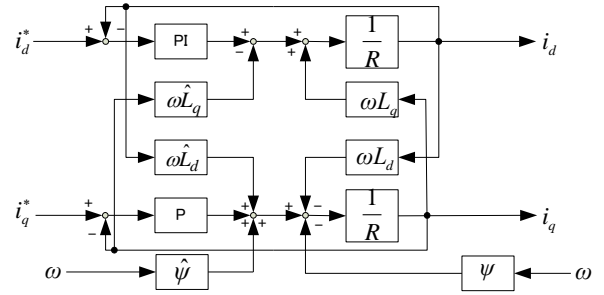 i_d^* + − PI + − + + 1/R i_d
ωL̂_q ωL_q
ωL̂_d ωL_d
i_q^* + − P + + + + − − 1/R i_q
ω ψ̂ ψ ω